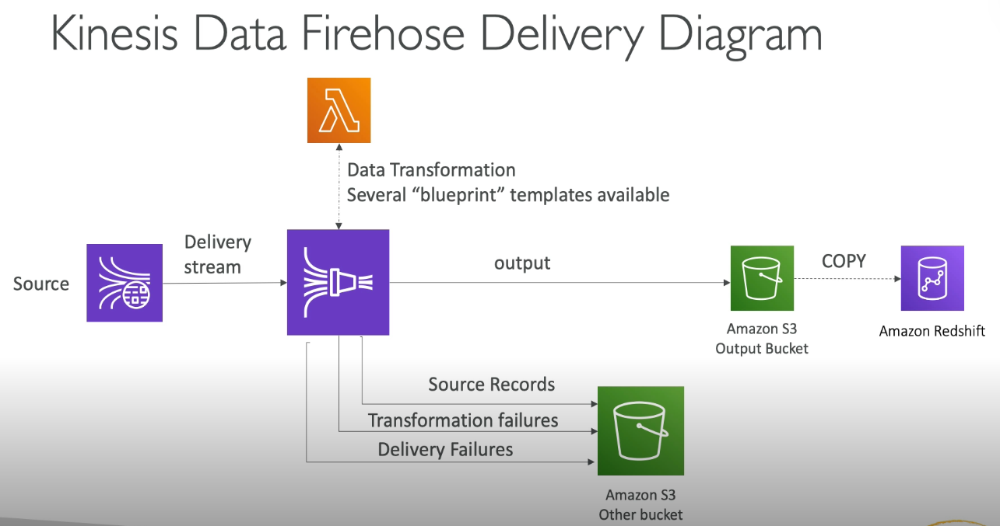 Kinesis Data Firehose Delivery Diagram
Data Transformation
Several “blueprint” templates available
Source
Delivery
stream
output
COPY
Amazon S3
Output Bucket
Amazon Redshift
Source Records
Transformation failures
Delivery Failures
Amazon S3
Other bucket